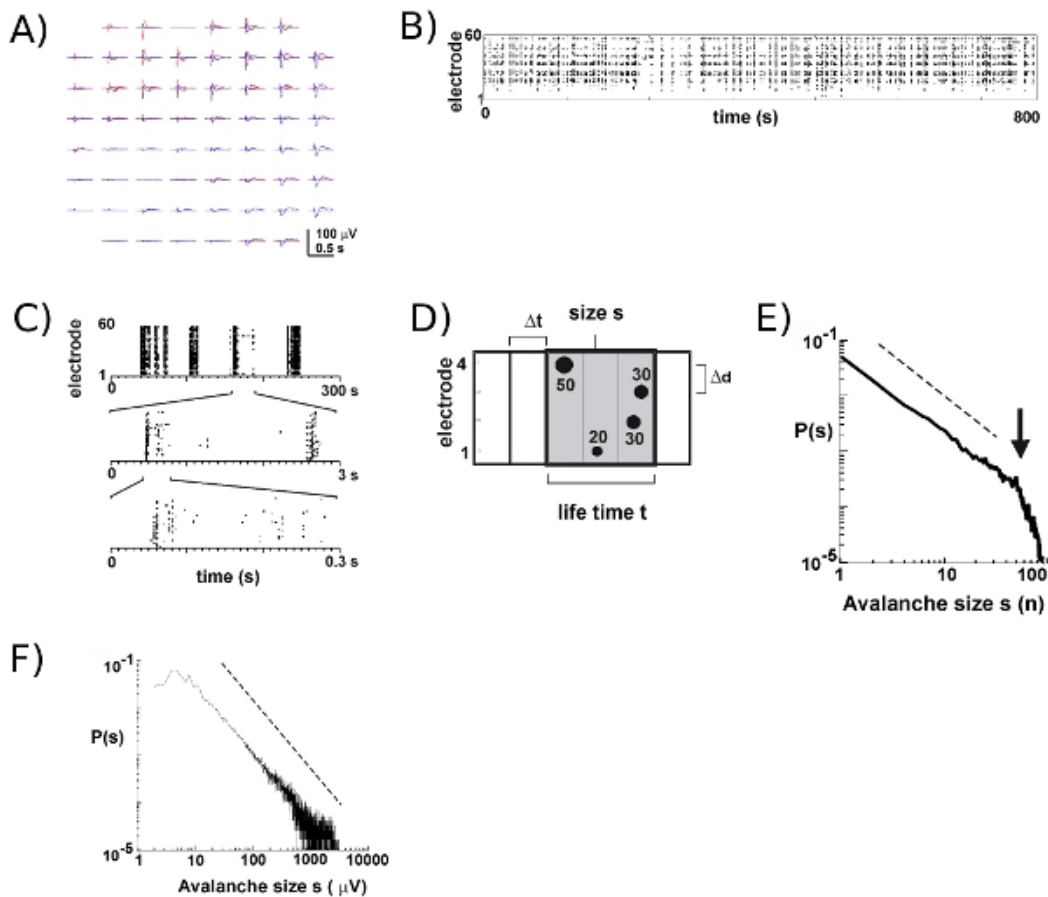 A)
100 µV
0.5 s
B)
60
electrode
1
0
time (s)
800
C)
60
electrode
1
0
300 s
0
3 s
0
0.3 s
time (s)
D)
Δt
size s
4
50
30
Δd
electrode
20
30
1
life time t
E)
10-1
P(s)
10-5
1
10
100
Avalanche size s (n)
F)
10-1
P(s)
10-5
1
10
100
1000
10000
Avalanche size s ( µV)